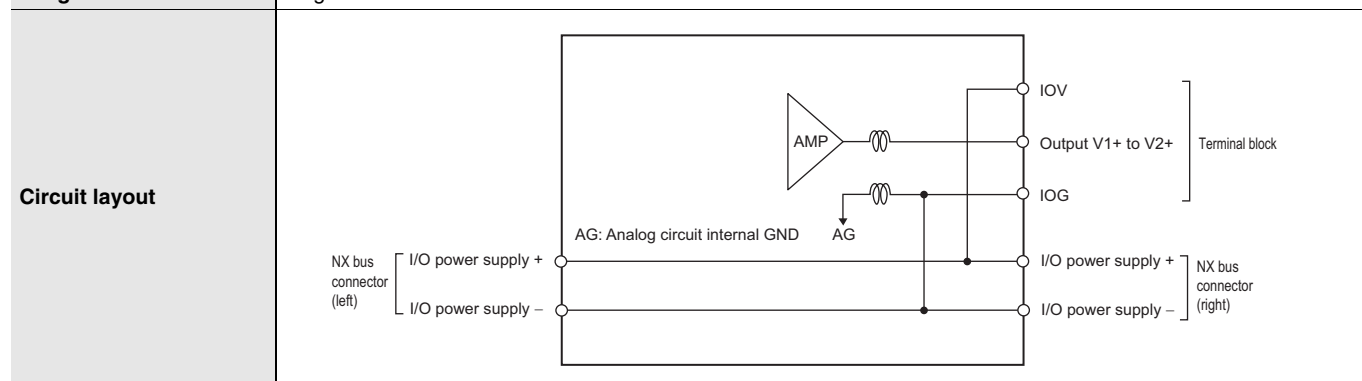 Circuit layout
IOV
AMP
Output V1+ to V2+
Terminal block
IOG
AG: Analog circuit internal GND
AG
NX bus
connector
(left)
I/O power supply +
I/O power supply –
I/O power supply +
I/O power supply –
NX bus
connector
(right)